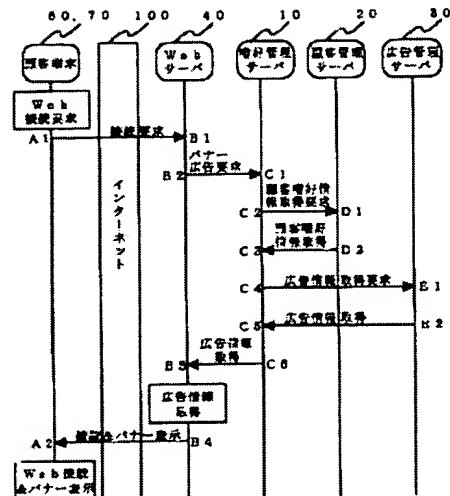 60,70
100
40
10
20
30
顧客端末
Web
サーバ
嗜好管理
サーバ
顧客管理
サーバ
広告管理
サーバ
Web
接続要求
A1
接続要求
B1
バナー
広告要求
B2
C1
顧客嗜好情
報取得要求
C2
D1
顧客嗜好
情報取得
C3
D2
インターネット
C4
広告情報取得要求
E1
C5
広告情報取得
E2
広告情報
取得
B3
C6
広告情報
取得
A2
接続&バナー表示
B4
Web接続
&バナー表示